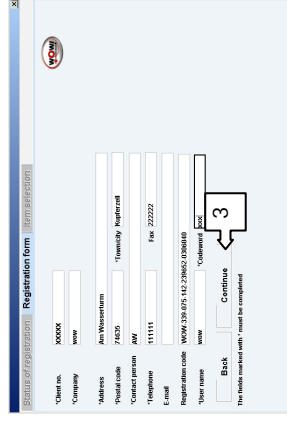 Status of registration Registration form Item selection
WOW!
*Client no. XXXXX
*Company wow
*Address Am Wasserturm
*Postal code 74635 *Town/city Kupferzell
*Contact person AW
*Telephone 111111 Fax 222222
E-mail
Registration code WOW-339-075-142-239652-0386840
*User name wow *Codeword xxx
3
Back Continue
The fields marked with * must be completed